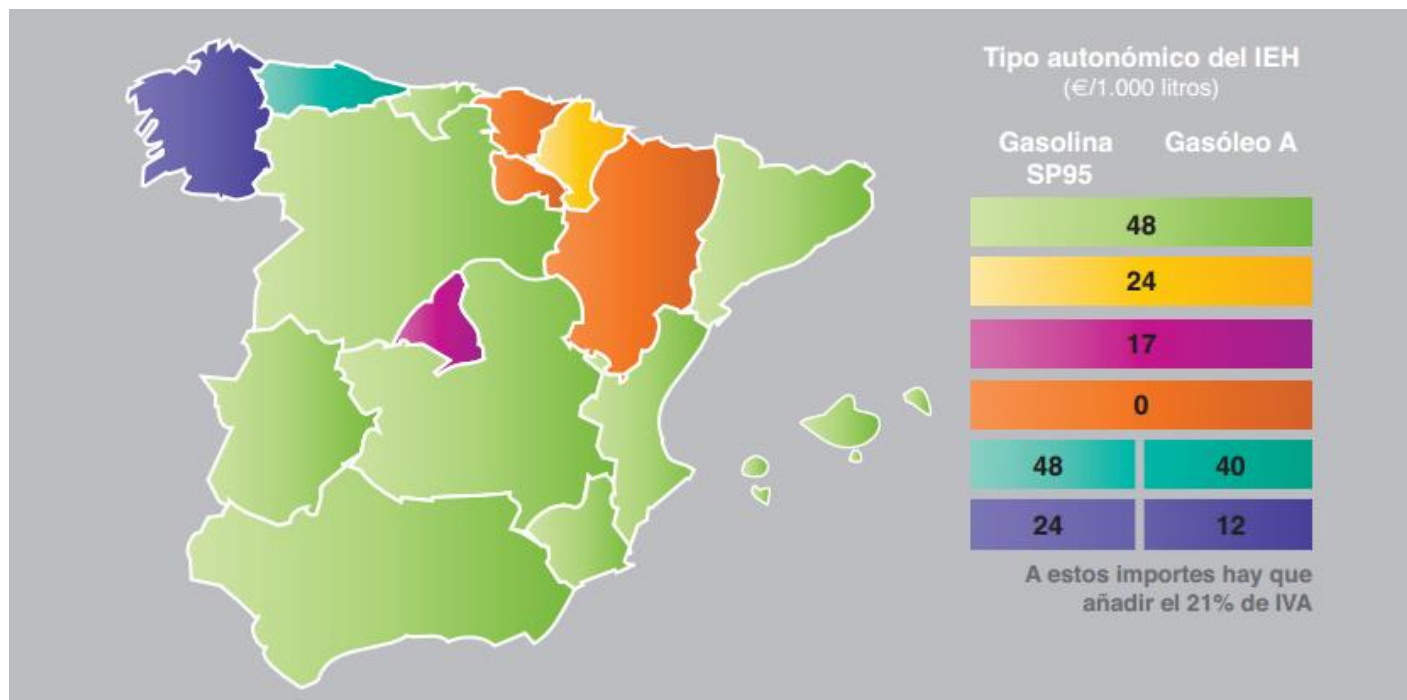 Tipo autonómico del IEH
(€/1.000 litros)
Gasolina
SP95
Gasóleo A
48
24
17
0
48 40
24 12
A estos importes hay que
añadir el 21% de IVA